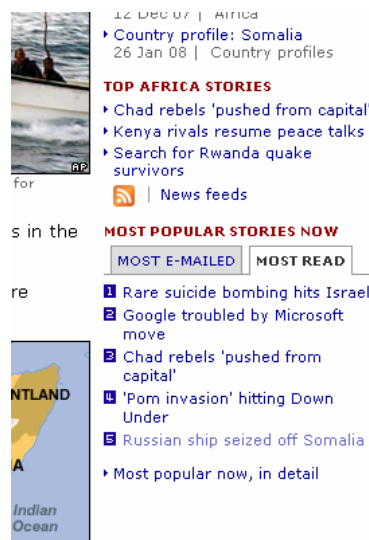 12 Dec 07 | Africa
Country profile: Somalia
26 Jan 08 | Country profiles
TOP AFRICA STORIES
Chad rebels 'pushed from capital'
Kenya rivals resume peace talks
Search for Rwanda quake
survivors
AP
for
| News feeds
s in the
MOST POPULAR STORIES NOW
MOST E-MAILED MOST READ
re
1 Rare suicide bombing hits Israel
2 Google troubled by Microsoft
move
3 Chad rebels 'pushed from
capital'
4 'Pom invasion' hitting Down
Under
5 Russian ship seized off Somalia
Most popular now, in detail
NTLAND
A
Indian
Ocean